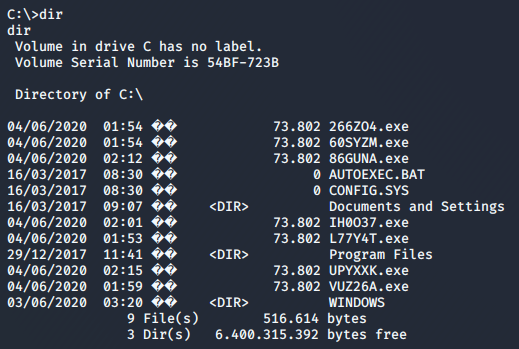 C:\>dir
dir
Volume in drive C has no label.
Volume Serial Number is 54BF-723B
Directory of C:\
04/06/2020 01:54 �� 73.802 266ZO4.exe
04/06/2020 01:54 �� 73.802 60SYZM.exe
04/06/2020 02:12 �� 73.802 86GUNA.exe
16/03/2017 08:30 �� 0 AUTOEXEC.BAT
16/03/2017 08:30 �� 0 CONFIG.SYS
16/03/2017 09:07 �� <DIR> Documents and Settings
04/06/2020 02:01 �� 73.802 IH0O37.exe
04/06/2020 01:53 �� 73.802 L77Y4T.exe
29/12/2017 11:41 �� <DIR> Program Files
04/06/2020 02:15 �� 73.802 UPYXXK.exe
04/06/2020 01:59 �� 73.802 VUZ26A.exe
03/06/2020 03:20 �� <DIR> WINDOWS
9 File(s) 516.614 bytes
3 Dir(s) 6.400.315.392 bytes free